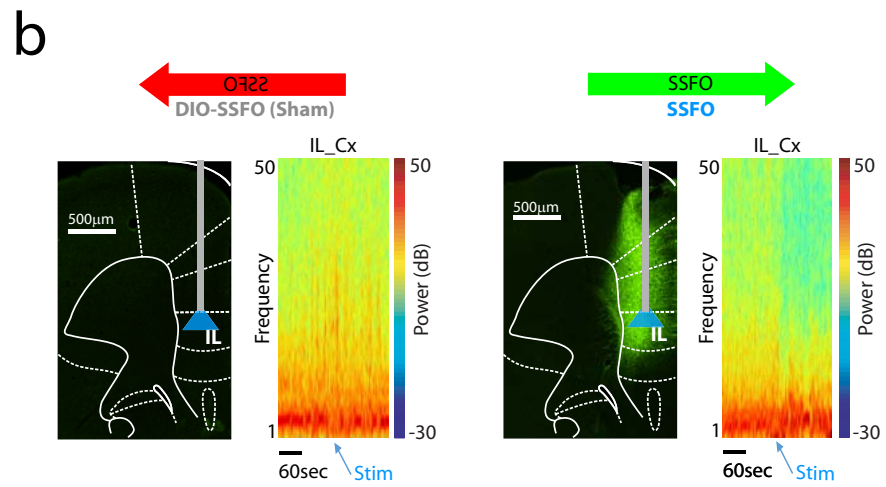 b
SSFO
DIO-SSFO (Sham)
IL_Cx
50
Frequency
1
500µm
IL
50
Power (dB)
-30
60sec
Stim
SSFO
SSFO
IL_Cx
50
Frequency
1
500µm
IL
50
Power (dB)
-30
60sec
Stim